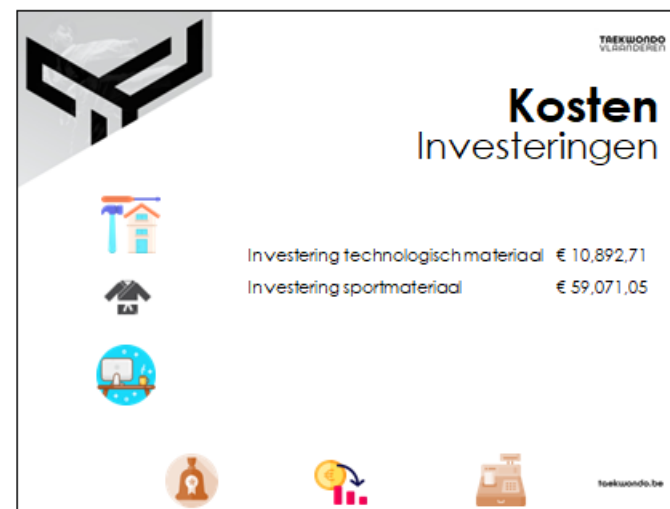 TAEKWONDO
VLAANDEREN
Kosten
Investeringen
Investering technologisch materiaal € 10,892,71
Investering sportmateriaal € 59,071,05
taekwondo.be